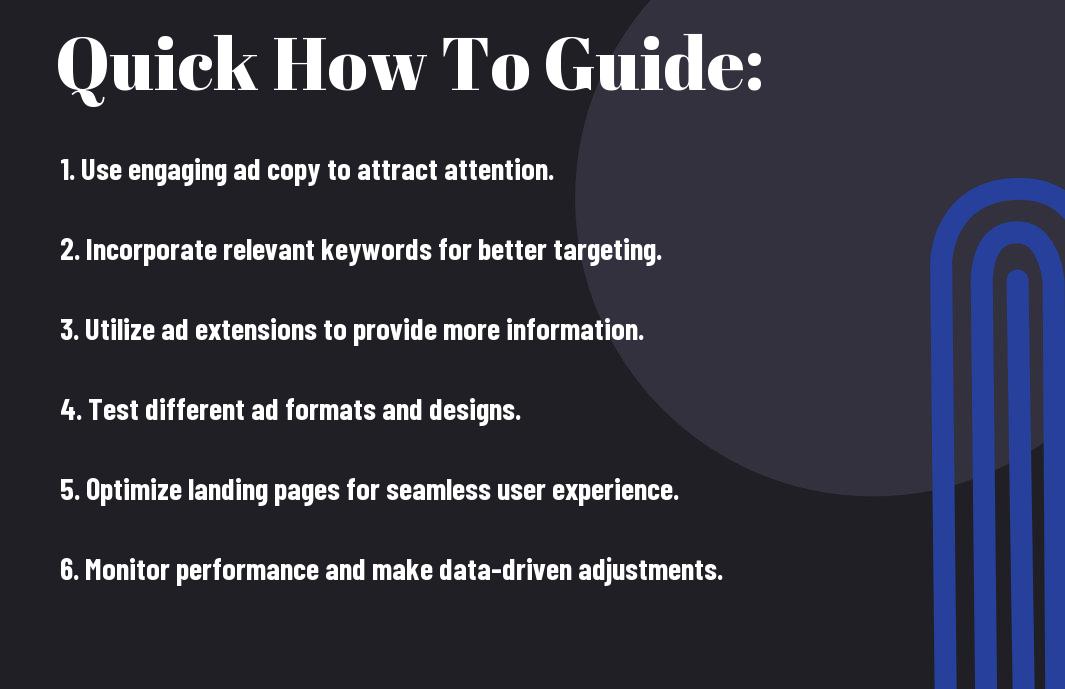 Quick How To Guide:
1. Use engaging ad copy to attract attention.
2. Incorporate relevant keywords for better targeting.
3. Utilize ad extensions to provide more information.
4. Test different ad formats and designs.
5. Optimize landing pages for seamless user experience.
6. Monitor performance and make data-driven adjustments.